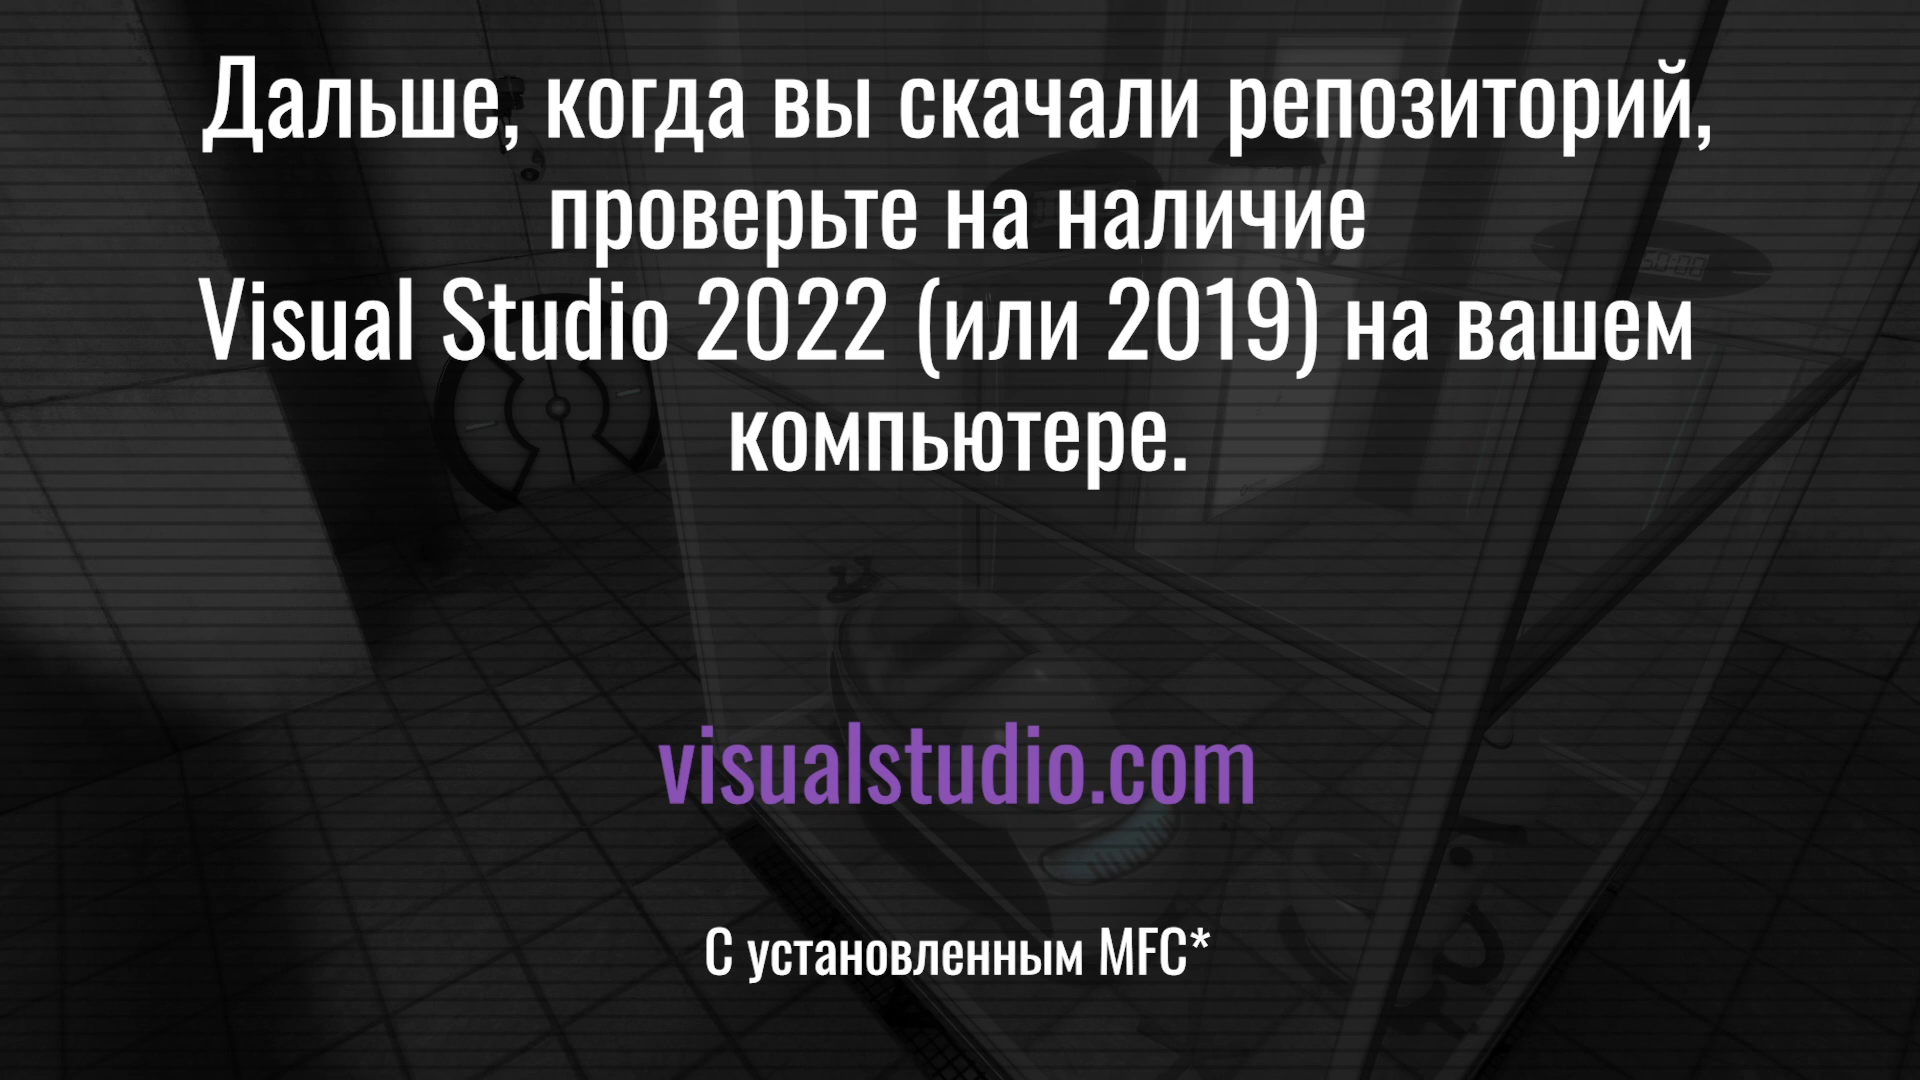 Дальше, когда вы скачали репозиторий,
проверьте на наличие
Visual Studio 2022 (или 2019) на вашем
компьютере.
visualstudio.com
С установленным MFC*